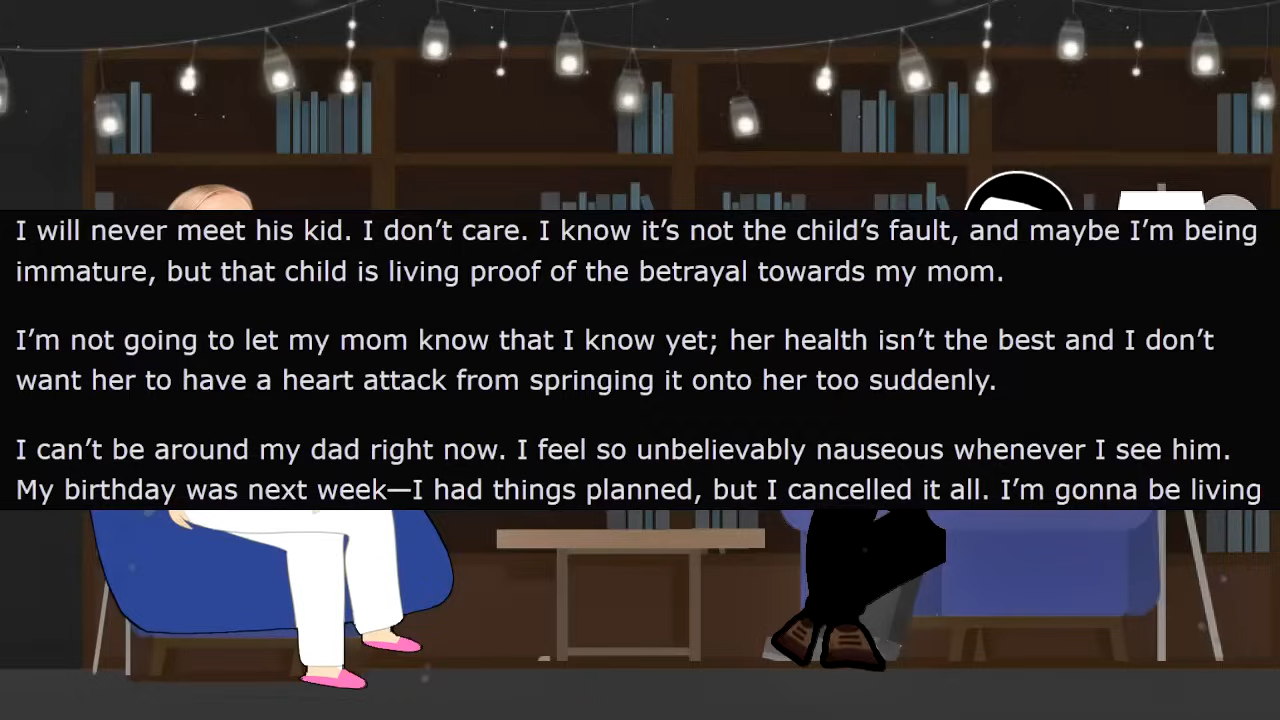 I will never meet his kid. I don’t care. I know it’s not the child’s fault, and maybe I’m being
immature, but that child is living proof of the betrayal towards my mom.
I’m not going to let my mom know that I know yet; her health isn’t the best and I don’t
want her to have a heart attack from springing it onto her too suddenly.
I can’t be around my dad right now. I feel so unbelievably nauseous whenever I see him.
My birthday was next week—I had things planned, but I cancelled it all. I’m gonna be living